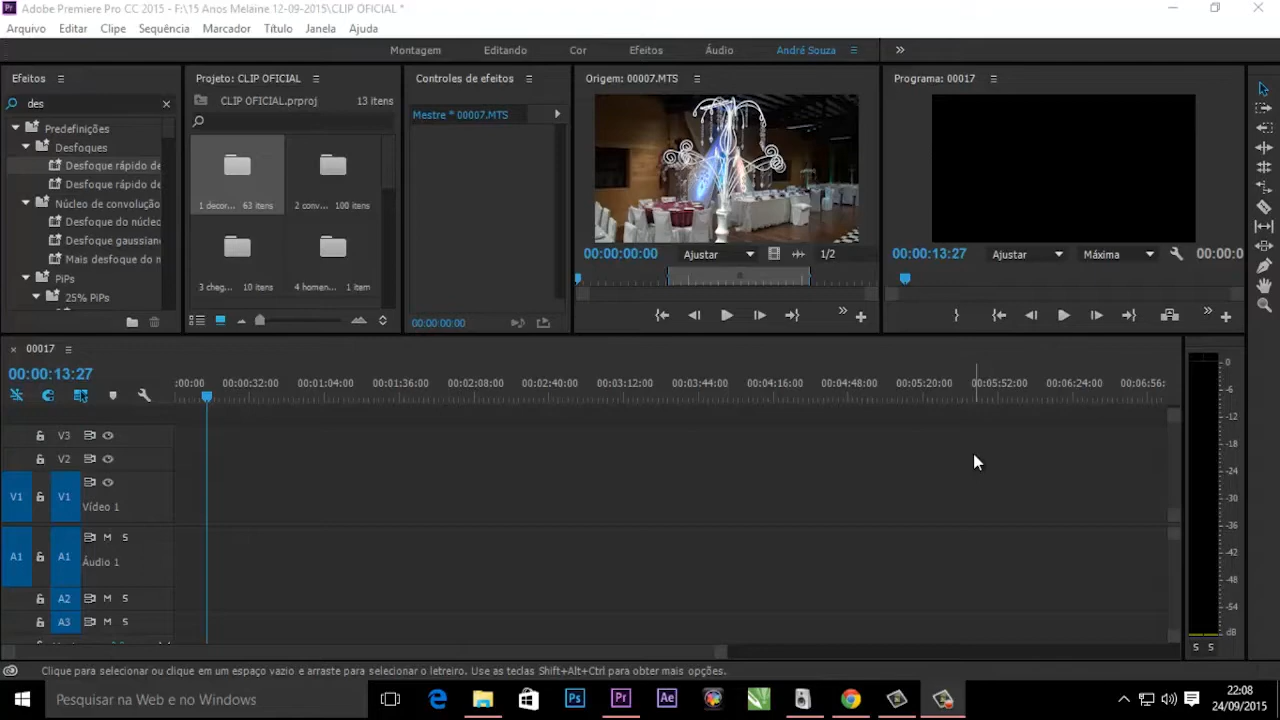 Adobe Premiere Pro CC 2015 - F:\15 Anos Melaine 12-09-2015\CLIP OFICIAL *
Arquivo Editar Clipe Sequência Marcador Título Janela Ajuda
Montagem Editando Cor Efeitos Áudio André Souza
Efeitos
des
Predefinições
Desfoques
Desfoque rápido de
Desfoque rápido de
Núcleo de convoluçã
Desfoque do núcle
Desfoque gaussian
Mais desfoque do n
PiPs
25% PiPs
Projeto: CLIP OFICIAL
CLIP OFICIAL.prproj 13 itens
1 decor... 63 itens 2 conv... 100 itens
3 cheg... 10 itens 4 homen... 1 item
Controles de efeitos
Mestre * 00007.MTS
00:00:00:00
Origem: 00007.MTS
00:00:00:00 Ajustar 1/2
Programa: 00017
00:00:13:27 Ajustar Máxima 00:00:0
00017
00:00:13:27
:00:00 00:00:32:00 00:01:04:00 00:01:36:00 00:02:08:00 00:02:40:00 00:03:12:00 00:03:44:00 00:04:16:00 00:04:48:00 00:05:20:00 00:05:52:00 00:06:24:00 00:06:56:
V3
V2
V1 V1 Vídeo 1
A1 A1 M S Áudio 1
A2 M S
A3 M S
0
-6
-12
-18
-24
-30
-36
-42
-48
-54
dB
S S
Clique para selecionar ou clique em um espaço vazio e arraste para selecionar o letreiro. Use as teclas Shift+Alt+Ctrl para obter mais opções.
Pesquisar na Web e no Windows
Ps Pr Ae
22:08
24/09/2015